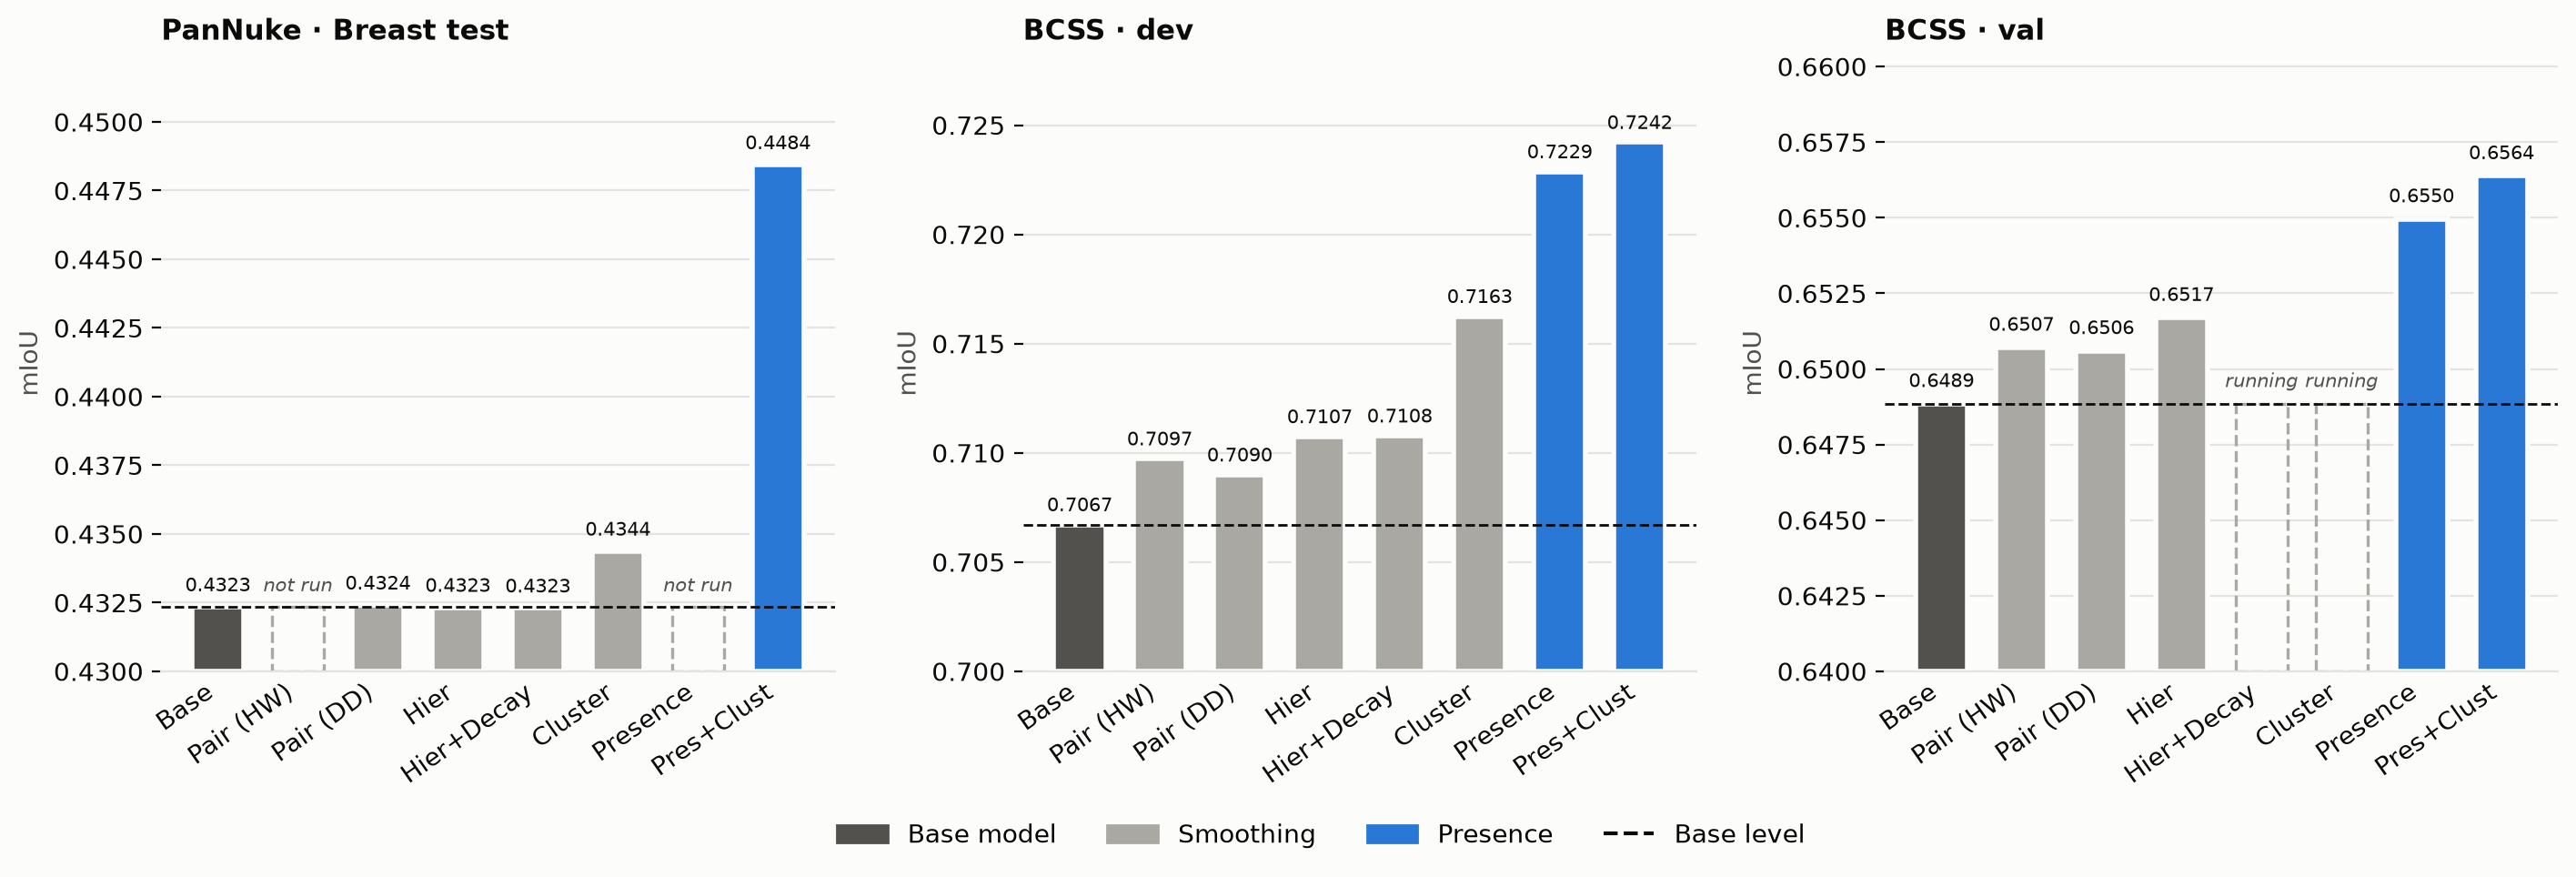 PanNuke · Breast test
mIoU
0.4500
0.4475
0.4450
0.4425
0.4400
0.4375
0.4350
0.4325
0.4300
0.4323
not run
0.4324
0.4323
0.4323
0.4344
not run
0.4484
Base
Pair (HW)
Pair (DD)
Hier
Hier+Decay
Cluster
Presence
Pres+Clust
BCSS · dev
mIoU
0.725
0.720
0.715
0.710
0.705
0.700
0.7067
0.7097
0.7090
0.7107
0.7108
0.7163
0.7229
0.7242
Base
Pair (HW)
Pair (DD)
Hier
Hier+Decay
Cluster
Presence
Pres+Clust
BCSS · val
mIoU
0.6600
0.6575
0.6550
0.6525
0.6500
0.6475
0.6450
0.6425
0.6400
0.6489
0.6507
0.6506
0.6517
running
running
0.6550
0.6564
Base
Pair (HW)
Pair (DD)
Hier
Hier+Decay
Cluster
Presence
Pres+Clust
Base model
Smoothing
Presence
Base level